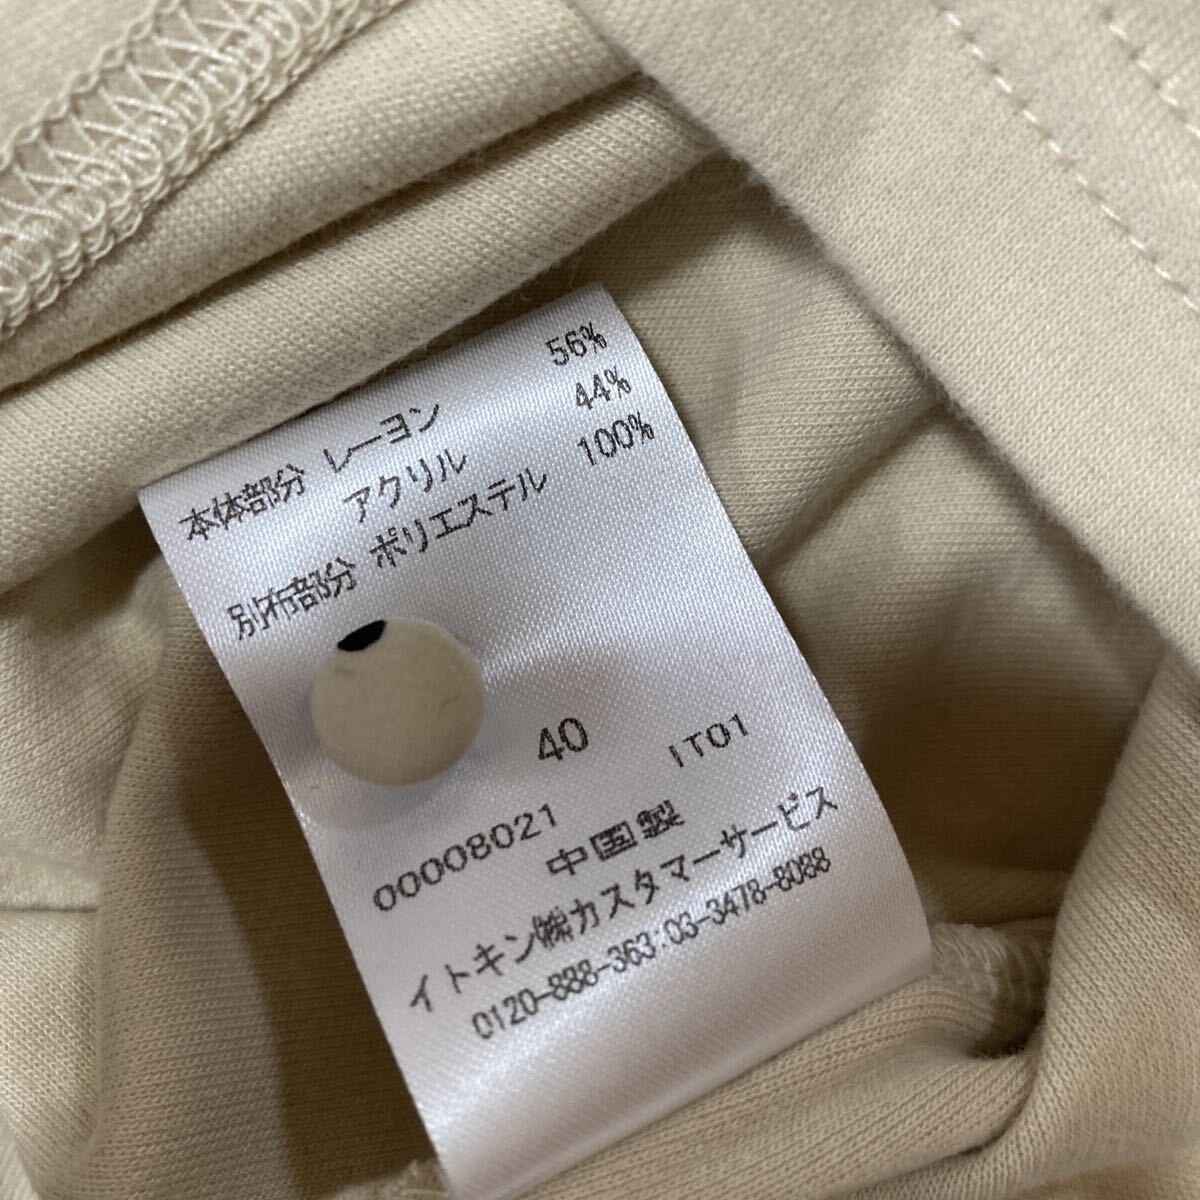 本体部分 レーヨン 56%
アクリル 44%
別布部分 ポリエステル 100%
40 IT01
00008021
中国製
イトキン㈱カスタマーサービス
0120-888-363:03-3478-8088